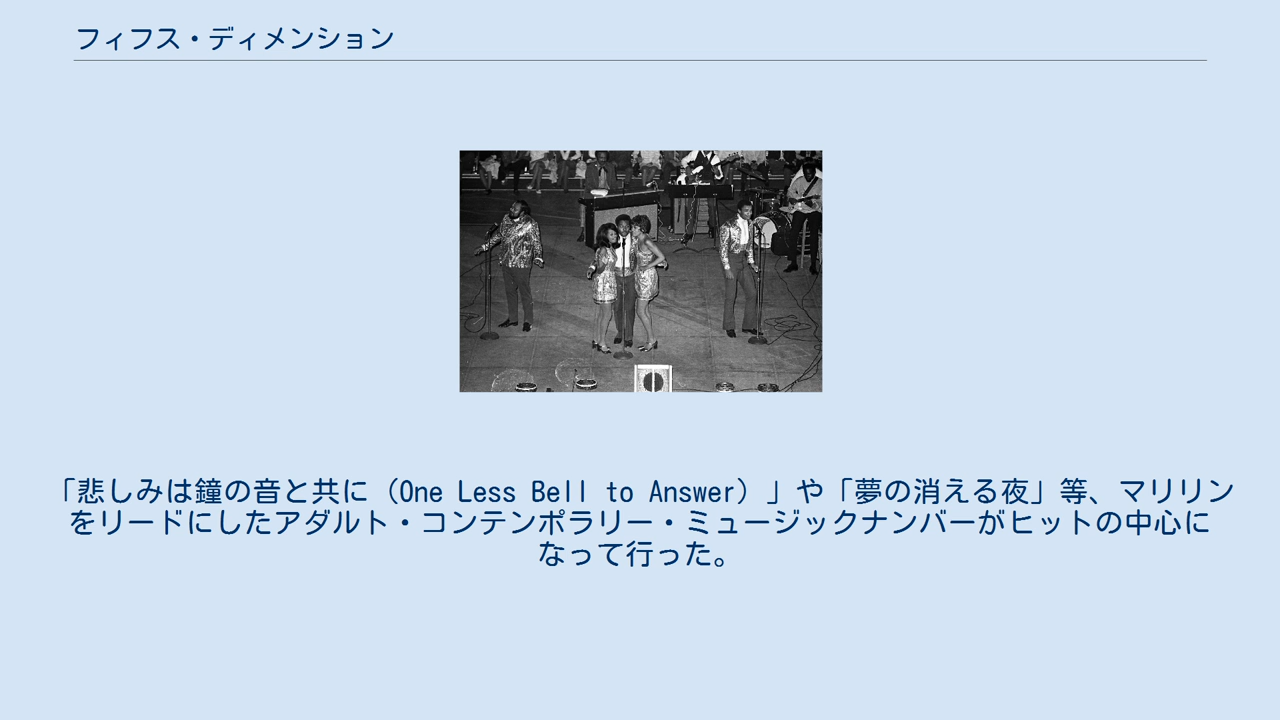 フィフス・ディメンション
「悲しみは鐘の音と共に（One Less Bell to Answer）」や「夢の消える夜」等、マリリン
をリードにしたアダルト・コンテンポラリー・ミュージックナンバーがヒットの中心に
なって行った。